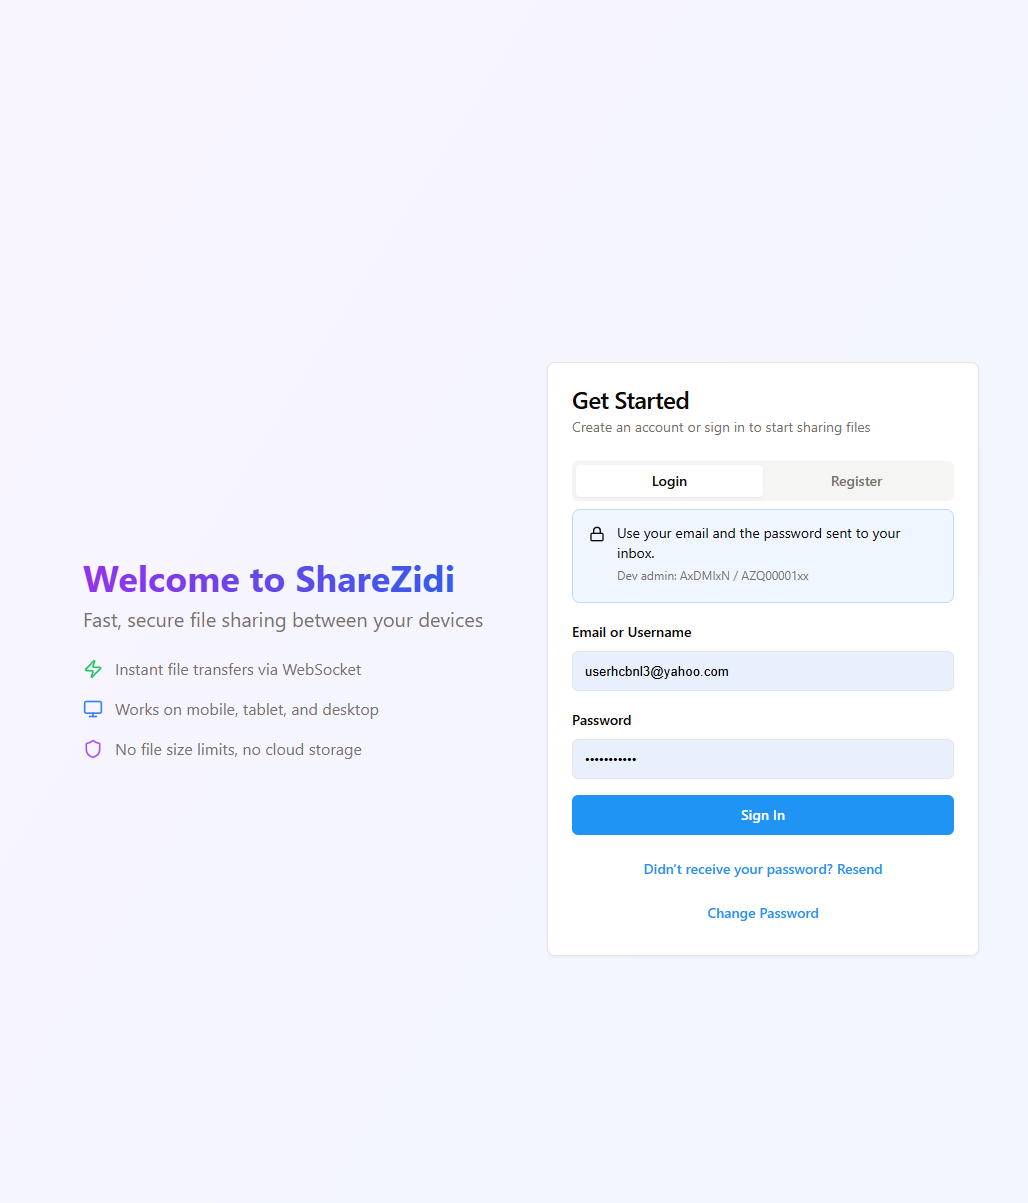 Welcome to ShareZidi
Fast, secure file sharing between your devices
Instant file transfers via WebSocket
Works on mobile, tablet, and desktop
No file size limits, no cloud storage
Get Started
Create an account or sign in to start sharing files
Login
Register
Use your email and the password sent to your
inbox.
Dev admin: AxDMIxN / AZQ00001xx
Email or Username
userhcbnl3@yahoo.com
Password
•••••••••••
Sign In
Didn't receive your password? Resend
Change Password